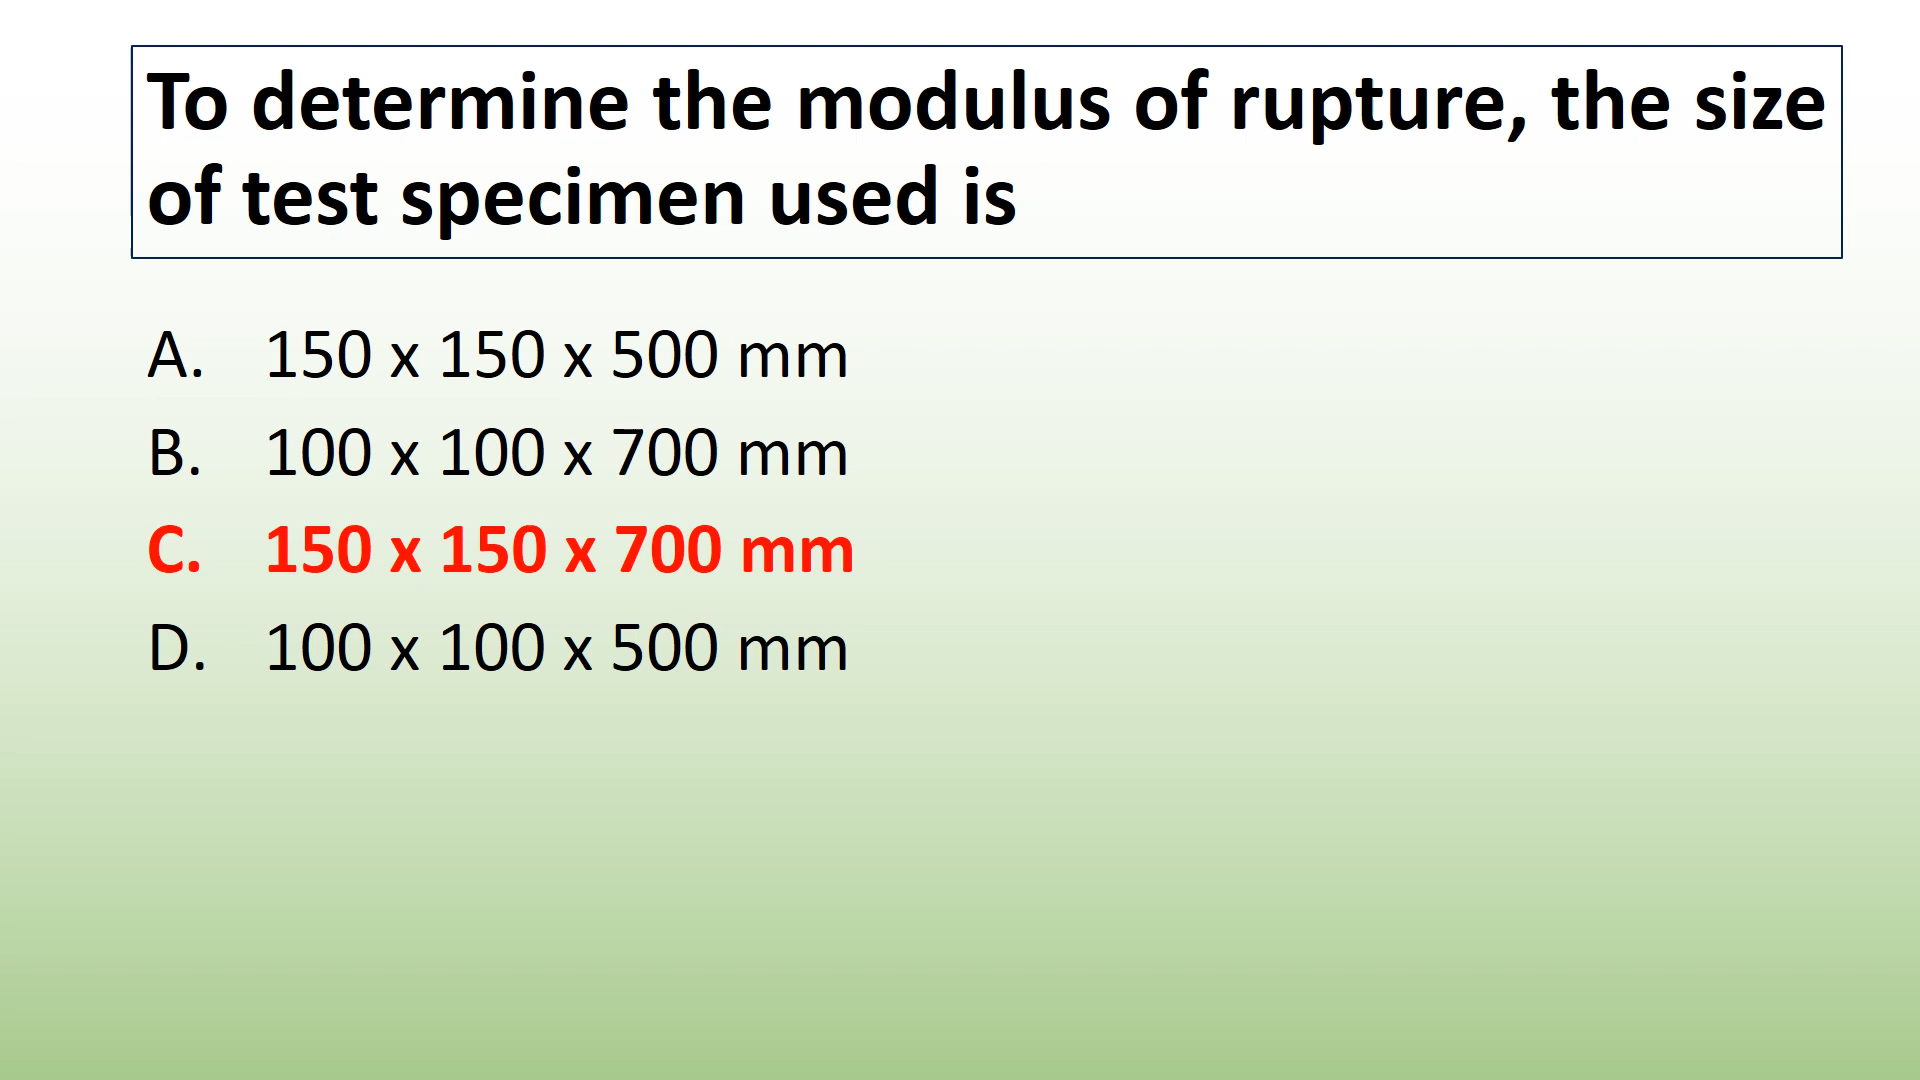 To determine the modulus of rupture, the size
of test specimen used is
A. 150 x 150 x 500 mm
B. 100 x 100 x 700 mm
C. 150 x 150 x 700 mm
D. 100 x 100 x 500 mm